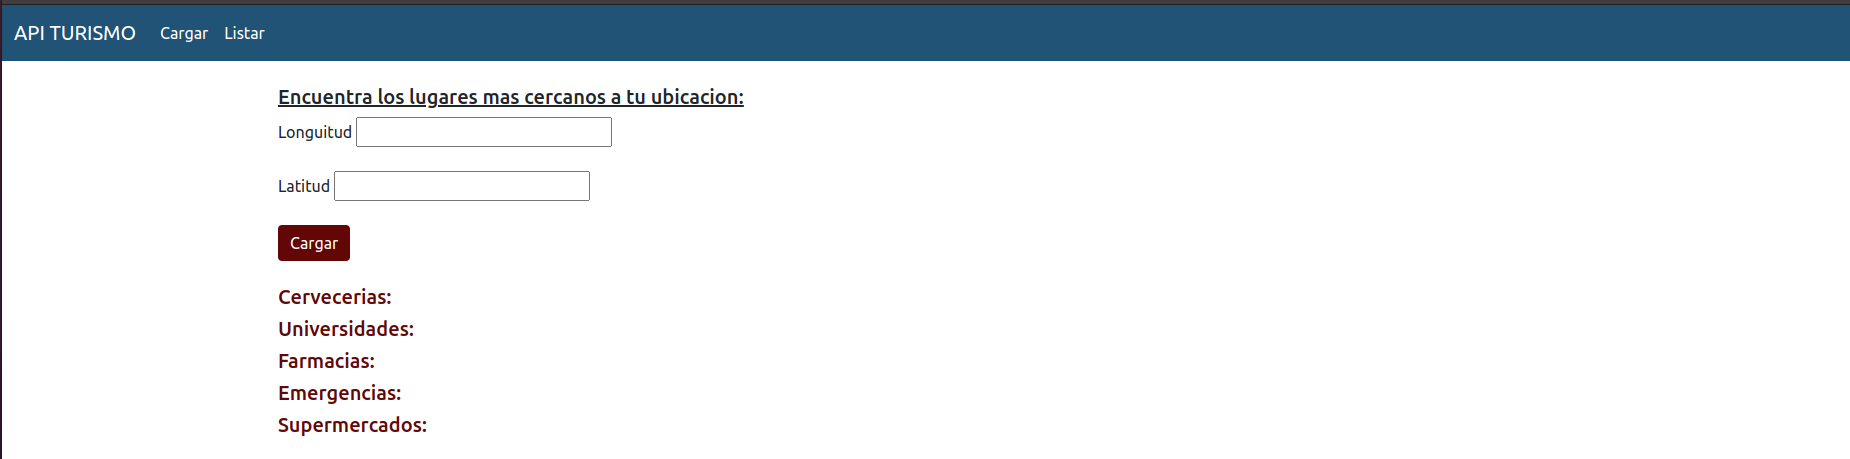 API TURISMO Cargar Listar
Encuentra los lugares mas cercanos a tu ubicacion:
Longuitud
Latitud
Cargar
Cervecerias:
Universidades:
Farmacias:
Emergencias:
Supermercados: